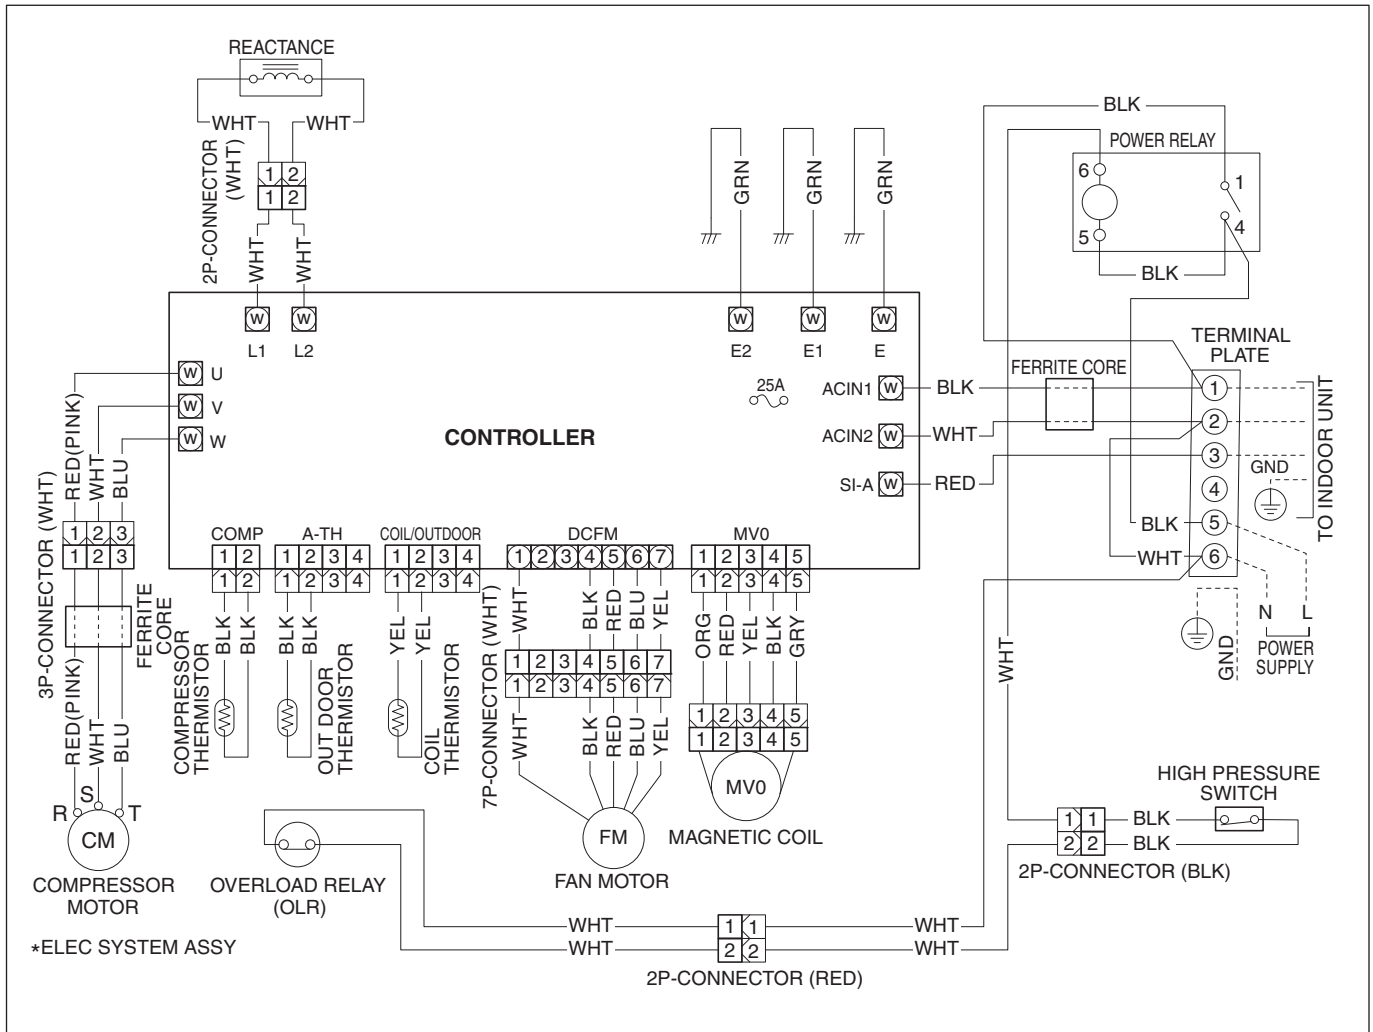 REACTANCE
WHT WHT
2P-CONNECTOR
(WHT)
1 2
1 2
WHT WHT
GRN GRN GRN
BLK
POWER RELAY
6
1
5
4
BLK
W W
L1 L2
W W W
E2 E1 E
W U
W V
W W
25A
CONTROLLER
ACIN1 W BLK
ACIN2 W WHT
SI-A W RED
FERRITE CORE
TERMINAL
PLATE
1
2
3
4
5
6
BLK
WHT
GND
TO INDOOR UNIT
N L
POWER
SUPPLY
GND
RED(PINK) WHT BLU
3P-CONNECTOR (WHT)
1 2 3
1 2 3
FERRITE
CORE
RED(PINK) WHT BLU
R S T
CM
COMPRESSOR
MOTOR
COMP
1 2
1 2
BLK BLK
COMPRESSOR
THERMISTOR
A-TH
1 2 3 4
1 2 3 4
BLK BLK
OUT DOOR
THERMISTOR
COIL/OUTDOOR
1 2 3 4
1 2 3 4
YEL YEL
COIL
THERMISTOR
DCFM
1 2 3 4 5 6 7
WHT BLK RED BLU YEL
7P-CONNECTOR (WHT)
1 2 3 4 5 6 7
1 2 3 4 5 6 7
WHT BLK RED BLU YEL
FM
FAN MOTOR
MV0
1 2 3 4 5
1 2 3 4 5
ORG RED YEL BLK GRY
1 2 3 4 5
1 2 3 4 5
MV0
MAGNETIC COIL
WHT
HIGH PRESSURE
SWITCH
1 1 BLK
2 2 BLK
2P-CONNECTOR (BLK)
OVERLOAD RELAY
(OLR)
WHT 1 1 WHT
WHT 2 2 WHT
2P-CONNECTOR (RED)
*ELEC SYSTEM ASSY